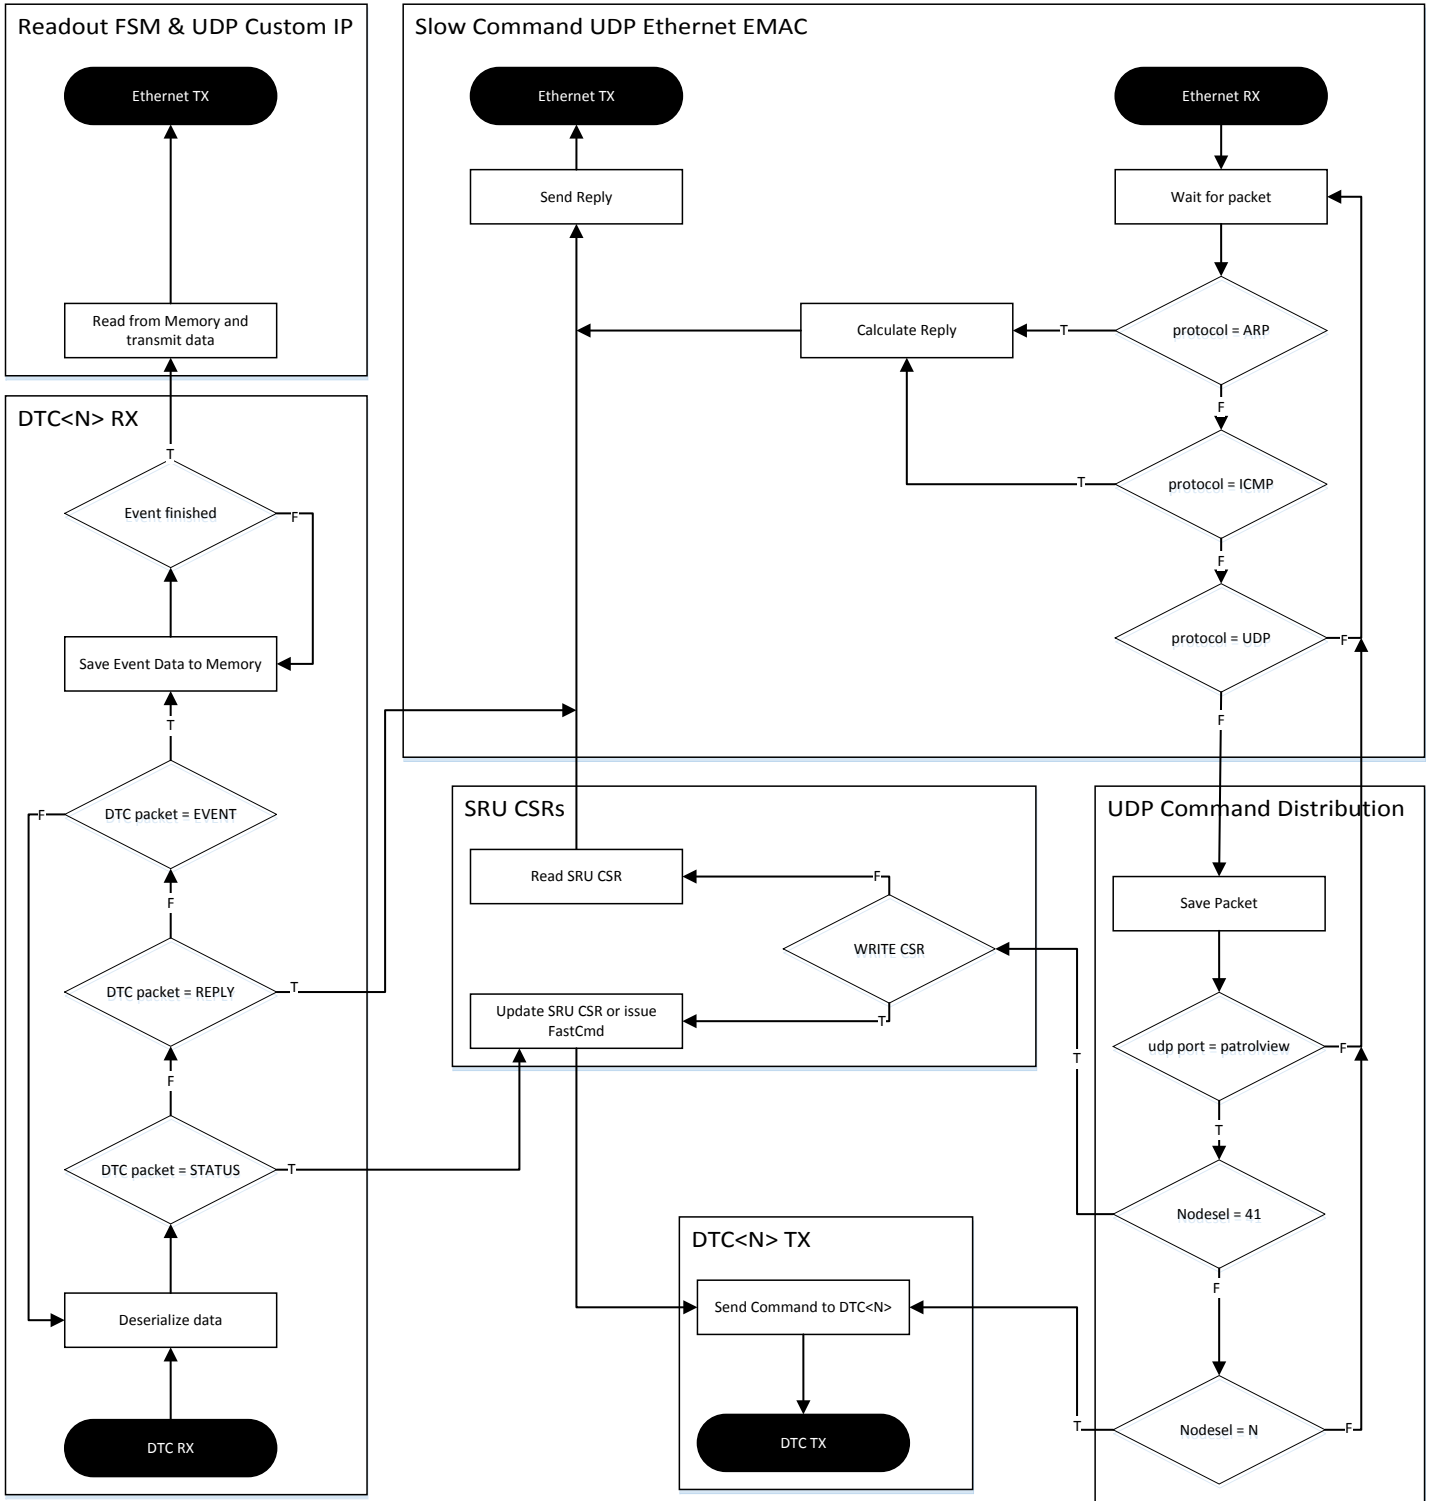 Readout FSM & UDP Custom IP
Ethernet TX
Read from Memory and
transmit data
DTC<N> RX
T
Event finished
F
Save Event Data to Memory
T
DTC packet = EVENT
F
F
DTC packet = REPLY
T
F
DTC packet = STATUS
T
Deserialize data
DTC RX
Slow Command UDP Ethernet EMAC
Ethernet TX
Ethernet RX
Send Reply
Wait for packet
Calculate Reply
T
protocol = ARP
F
T
protocol = ICMP
F
protocol = UDP
F
F
SRU CSRs
Read SRU CSR
F
WRITE CSR
Update SRU CSR or issue
FastCmd
T
UDP Command Distribution
Save Packet
udp port = patrolview
F
T
T
Nodesel = 41
F
T
Nodesel = N
F
DTC<N> TX
Send Command to DTC<N>
DTC TX